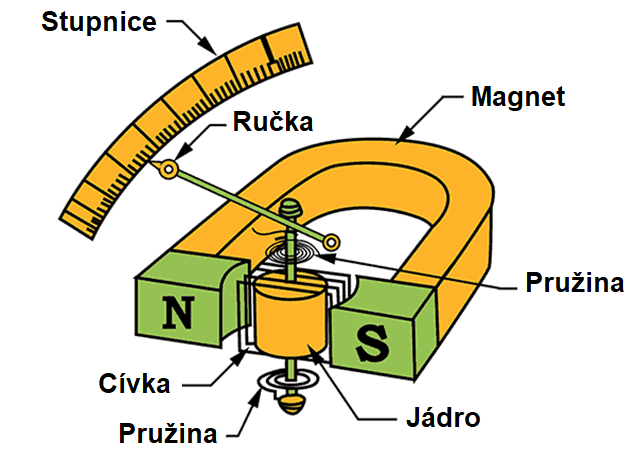 Stupnice
Magnet
Ručka
Pružina
N
S
Cívka
Jádro
Pružina